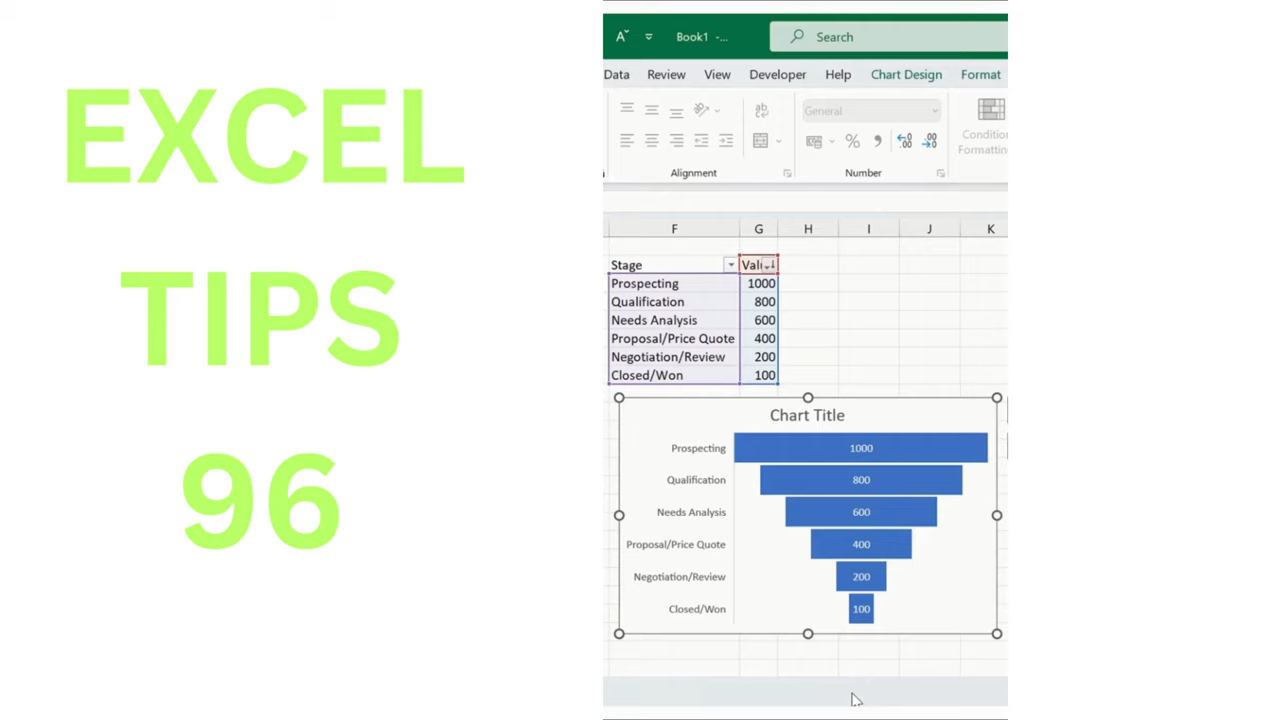 EXCEL
TIPS
96
Book1 -...
Search
Data Review View Developer Help Chart Design Format
General
Alignment
Number
F G H I J K
Stage
Prospecting 1000
Qualification 800
Needs Analysis 600
Proposal/Price Quote 400
Negotiation/Review 200
Closed/Won 100
Chart Title
Prospecting 1000
Qualification 800
Needs Analysis 600
Proposal/Price Quote 400
Negotiation/Review 200
Closed/Won 100